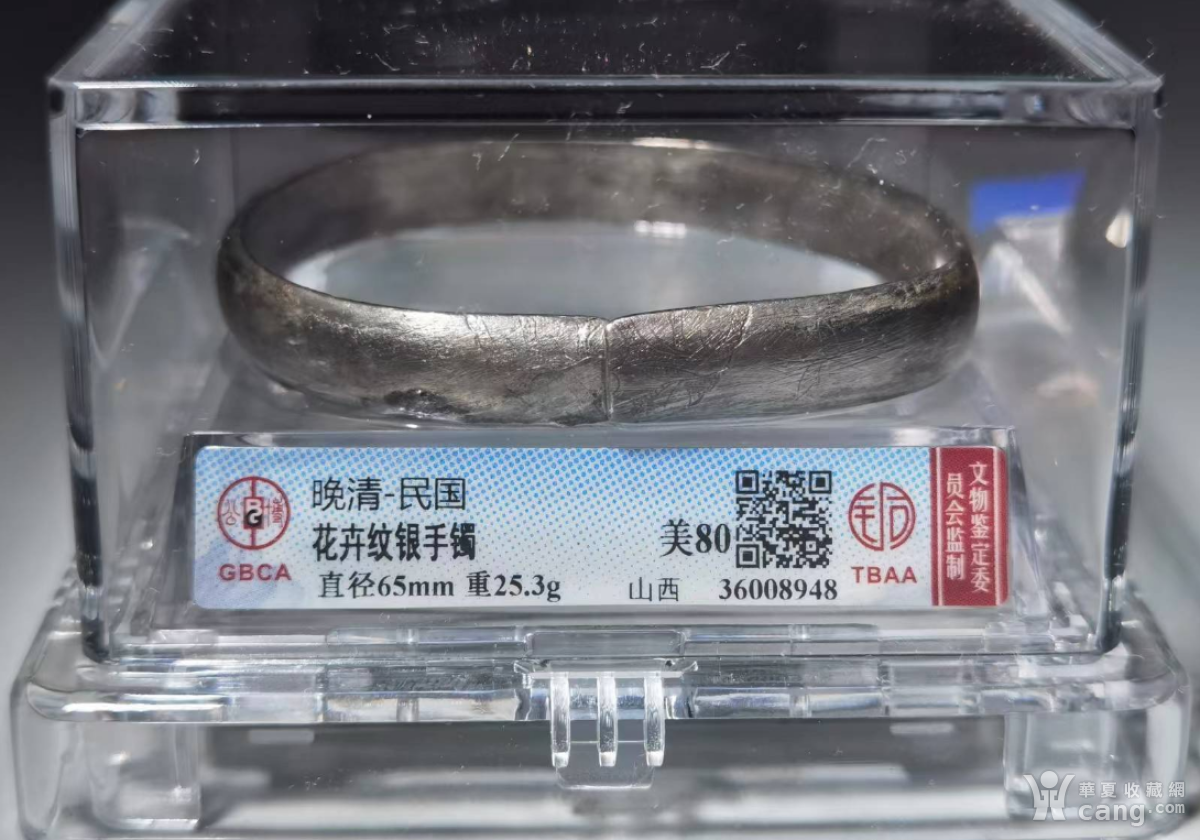 晚清-民国
花卉纹银手镯
直径65mm 重25.3g
美80
山西 36008948
GBCA
TBAA
文物鉴定委
员会监制
華夏收藏網
cang.com